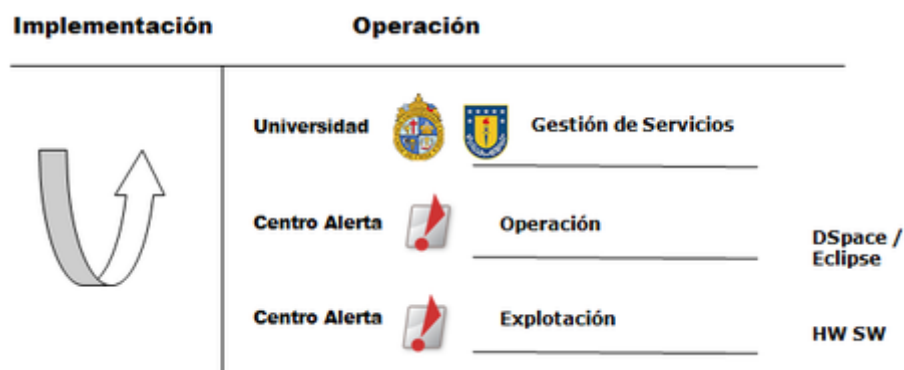 Implementación Operación
Universidad Gestión de Servicios
Centro Alerta Operación
DSpace /
Eclipse
Centro Alerta Explotación
HW SW